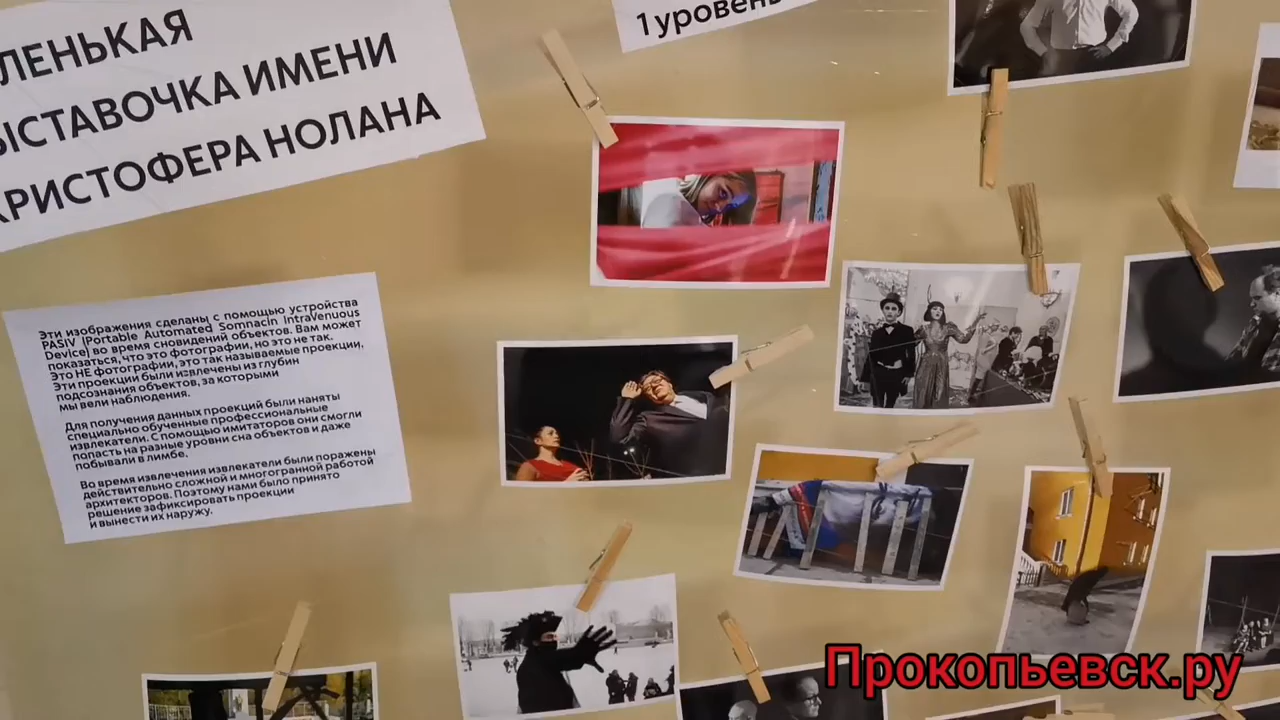 ЛЕНЬКАЯ
ЫСТАВОЧКА ИМЕНИ
ХРИСТОФЕРА НОЛАНА
1 уровень
Эти изображения сделаны с помощью устройства
PASIV (Portable Automated Somnacin IntraVenuous
Device) во время сновидений объектов. Вам может
показаться, что это фотографии, но это не так.
Это НЕ фотографии, это так называемые проекции.
Эти проекции были извлечены из глубин
подсознания объектов, за которыми
мы вели наблюдения.
Для получения данных проекций были наняты
специально обученные профессиональные
извлекатели. С помощью имитаторов они смогли
попасть на разные уровни сна объектов и даже
побывали в лимбе.
Во время извлечения извлекатели были поражены
действительно сложной и многогранной работой
архитекторов. Поэтому нами было принято
решение зафиксировать проекции
и вынести их наружу.
Прокопьевск.ру